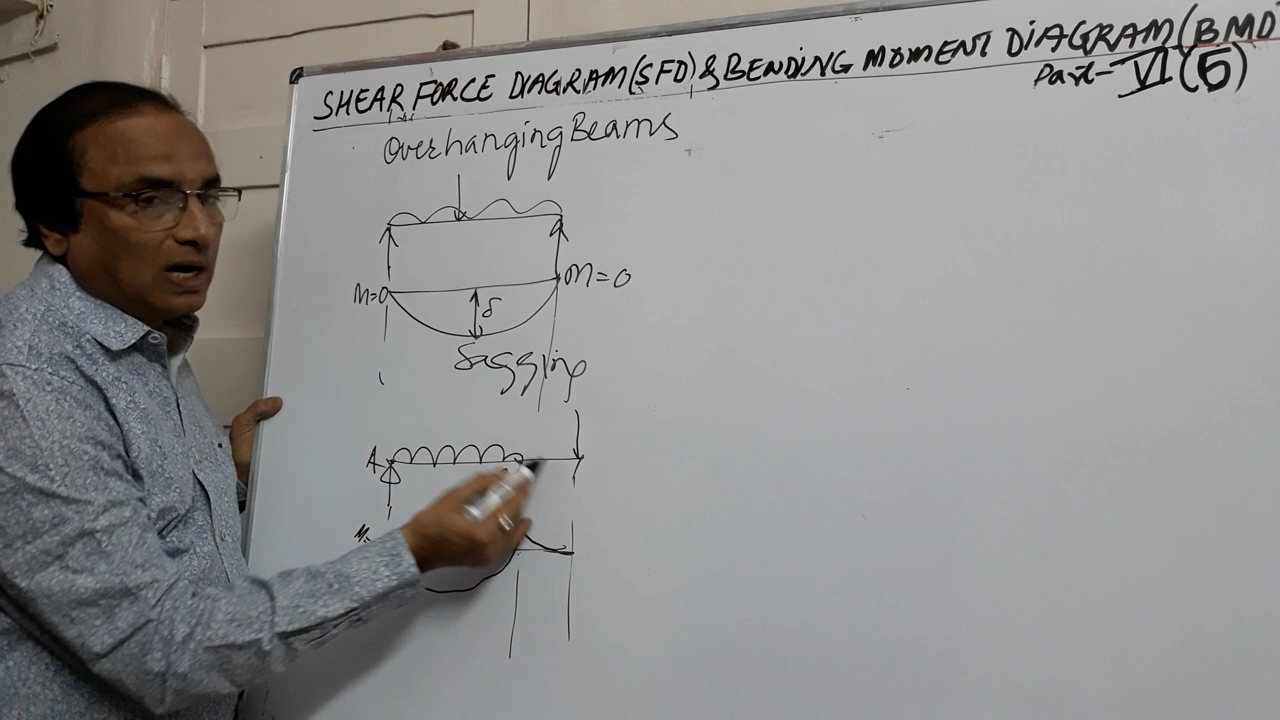 SHEAR FORCE DIAGRAM(SFD) & BENDING MOMENT DIAGRAM (BMD
Part-VI(5)
Overhanging Beams
M=0 M=0
δ
Sagging
A